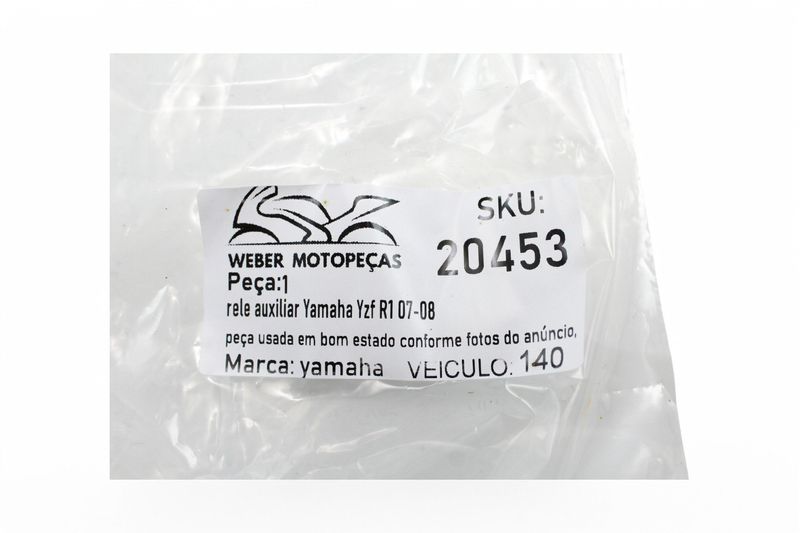 WEBER MOTOPEÇAS
SKU:
20453
Peça:1
rele auxiliar Yamaha Yzf R1 07-08
peça usada em bom estado conforme fotos do anúncio,
Marca: yamaha VEICULO: 140